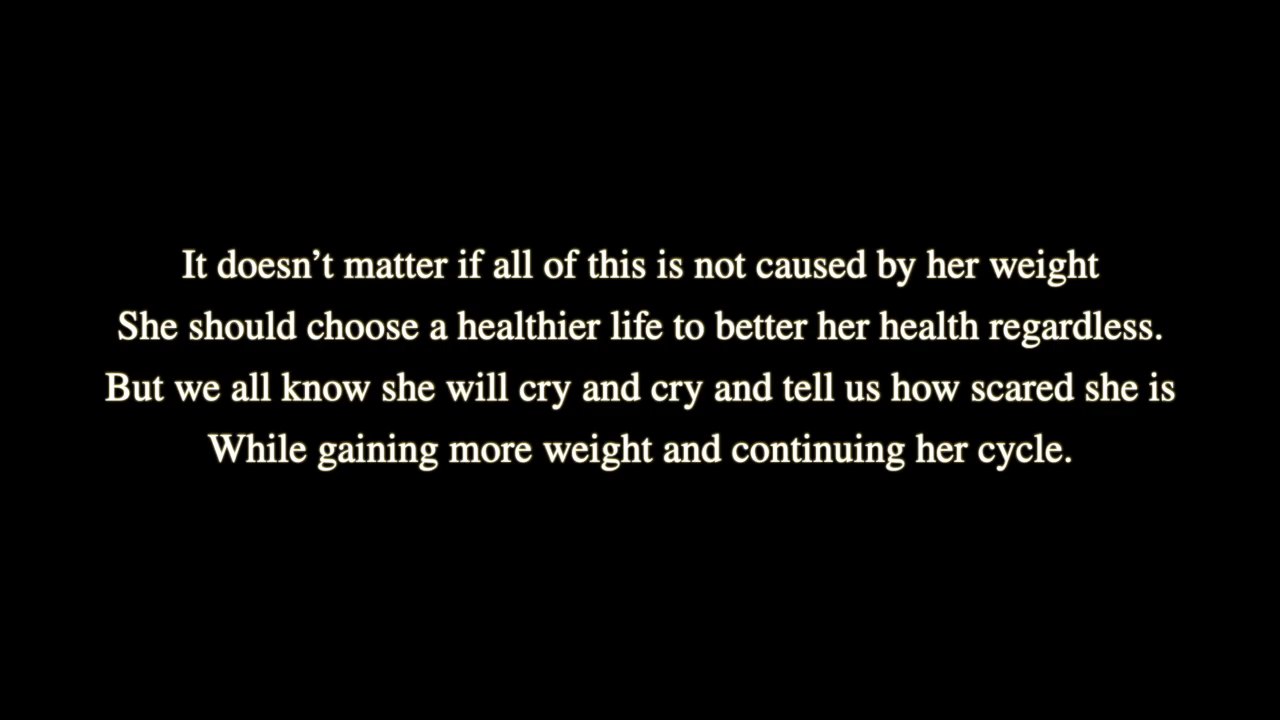 It doesn’t matter if all of this is not caused by her weight
She should choose a healthier life to better her health regardless.
But we all know she will cry and cry and tell us how scared she is
While gaining more weight and continuing her cycle.